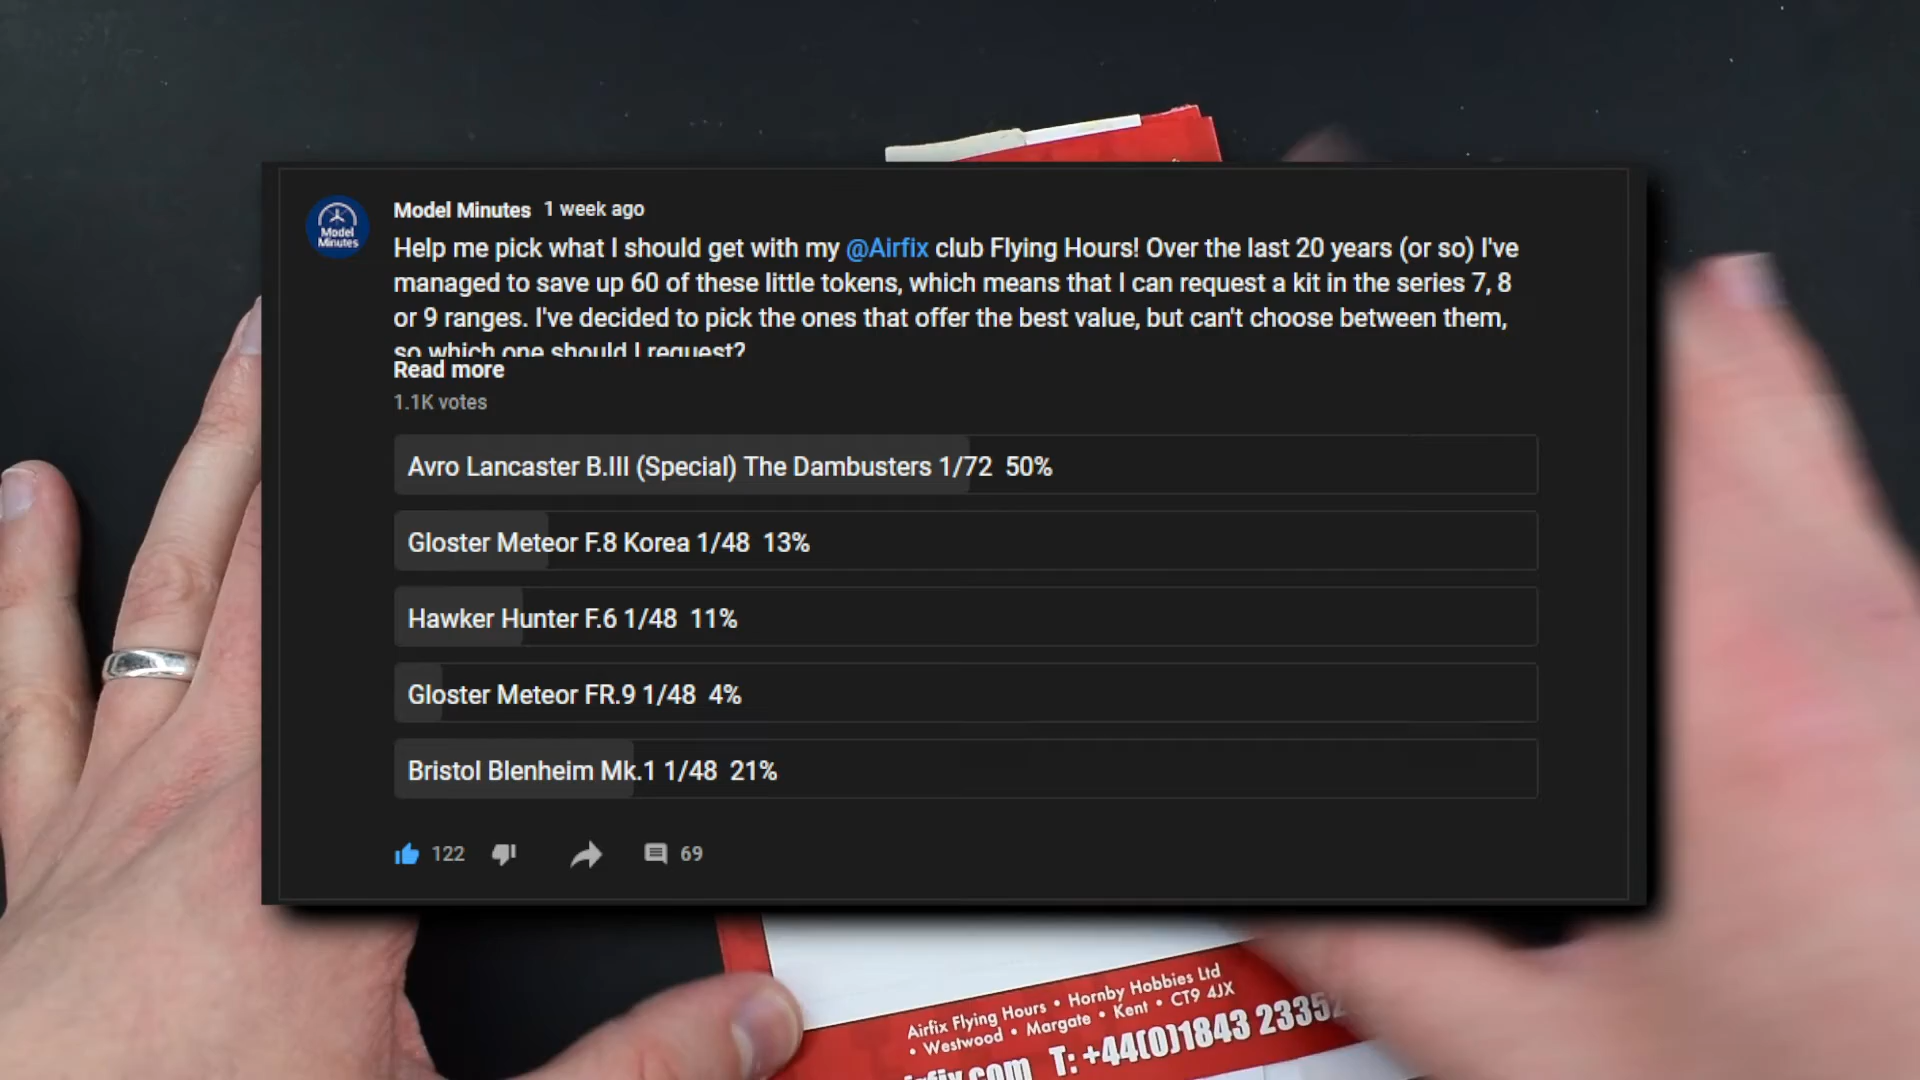 Model Minutes 1 week ago
Model
Minutes
Help me pick what I should get with my @Airfix club Flying Hours! Over the last 20 years (or so) I've
managed to save up 60 of these little tokens, which means that I can request a kit in the series 7, 8
or 9 ranges. I've decided to pick the ones that offer the best value, but can't choose between them,
so which one should I request?
Read more
1.1K votes
Avro Lancaster B.III (Special) The Dambusters 1/72 50%
Gloster Meteor F.8 Korea 1/48 13%
Hawker Hunter F.6 1/48 11%
Gloster Meteor FR.9 1/48 4%
Bristol Blenheim Mk.1 1/48 21%
122 69
Airfix Flying Hours • Hornby Hobbies Ltd
• Westwood • Margate • Kent • CT9 4JX
T: +44(0)1843 2335